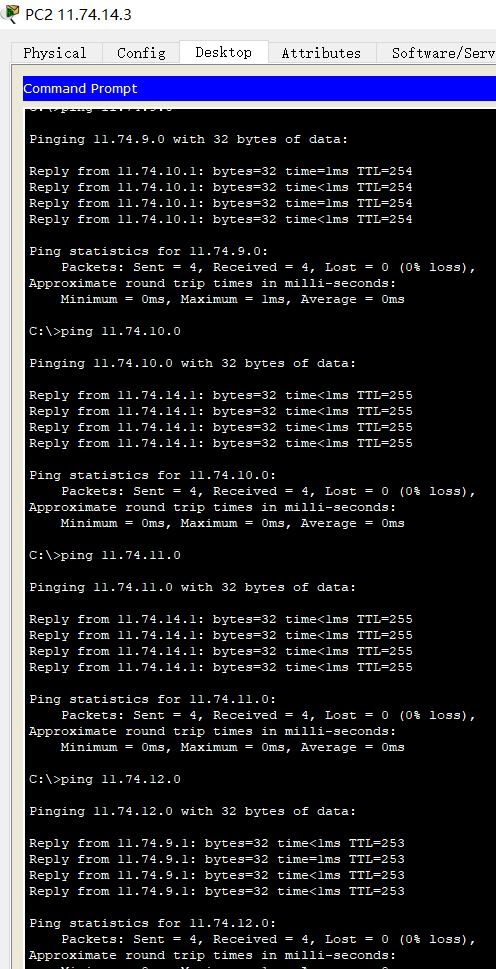 PC2 11.74.14.3
Physical Config Desktop Attributes Software/Serv
Command Prompt
C:\>ping 11.74.9.0
Pinging 11.74.9.0 with 32 bytes of data:
Reply from 11.74.10.1: bytes=32 time=1ms TTL=254
Reply from 11.74.10.1: bytes=32 time<1ms TTL=254
Reply from 11.74.10.1: bytes=32 time=1ms TTL=254
Reply from 11.74.10.1: bytes=32 time<1ms TTL=254
Ping statistics for 11.74.9.0:
Packets: Sent = 4, Received = 4, Lost = 0 (0% loss),
Approximate round trip times in milli-seconds:
Minimum = 0ms, Maximum = 1ms, Average = 0ms
C:\>ping 11.74.10.0
Pinging 11.74.10.0 with 32 bytes of data:
Reply from 11.74.14.1: bytes=32 time<1ms TTL=255
Reply from 11.74.14.1: bytes=32 time<1ms TTL=255
Reply from 11.74.14.1: bytes=32 time<1ms TTL=255
Reply from 11.74.14.1: bytes=32 time<1ms TTL=255
Ping statistics for 11.74.10.0:
Packets: Sent = 4, Received = 4, Lost = 0 (0% loss),
Approximate round trip times in milli-seconds:
Minimum = 0ms, Maximum = 0ms, Average = 0ms
C:\>ping 11.74.11.0
Pinging 11.74.11.0 with 32 bytes of data:
Reply from 11.74.14.1: bytes=32 time<1ms TTL=255
Reply from 11.74.14.1: bytes=32 time<1ms TTL=255
Reply from 11.74.14.1: bytes=32 time<1ms TTL=255
Reply from 11.74.14.1: bytes=32 time<1ms TTL=255
Ping statistics for 11.74.11.0:
Packets: Sent = 4, Received = 4, Lost = 0 (0% loss),
Approximate round trip times in milli-seconds:
Minimum = 0ms, Maximum = 0ms, Average = 0ms
C:\>ping 11.74.12.0
Pinging 11.74.12.0 with 32 bytes of data:
Reply from 11.74.9.1: bytes=32 time<1ms TTL=253
Reply from 11.74.9.1: bytes=32 time=1ms TTL=253
Reply from 11.74.9.1: bytes=32 time<1ms TTL=253
Reply from 11.74.9.1: bytes=32 time<1ms TTL=253
Ping statistics for 11.74.12.0:
Packets: Sent = 4, Received = 4, Lost = 0 (0% loss),
Approximate round trip times in milli-seconds: